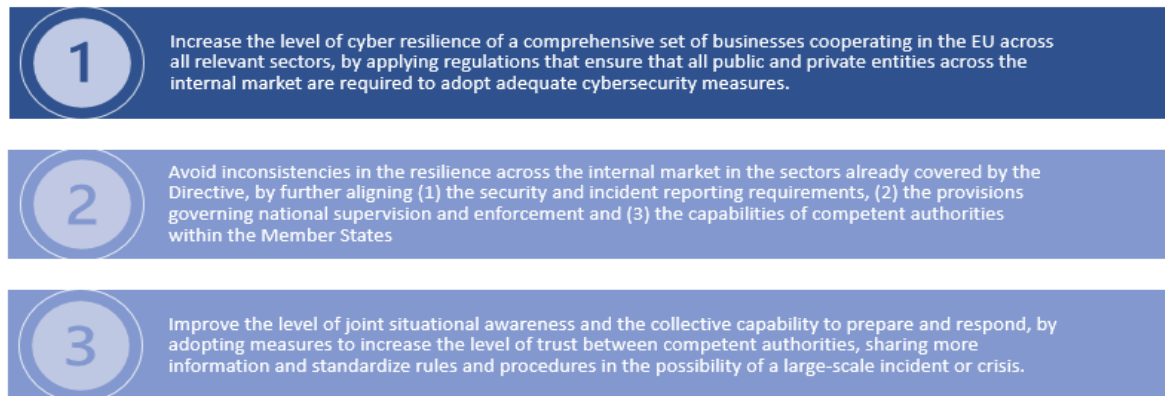 1
Increase the level of cyber resilience of a comprehensive set of businesses cooperating in the EU across
all relevant sectors, by applying regulations that ensure that all public and private entities across the
internal market are required to adopt adequate cybersecurity measures.
2
Avoid inconsistencies in the resilience across the internal market in the sectors already covered by the
Directive, by further aligning (1) the security and incident reporting requirements, (2) the provisions
governing national supervision and enforcement and (3) the capabilities of competent authorities
within the Member States
3
Improve the level of joint situational awareness and the collective capability to prepare and respond, by
adopting measures to increase the level of trust between competent authorities, sharing more
information and standardize rules and procedures in the possibility of a large-scale incident or crisis.